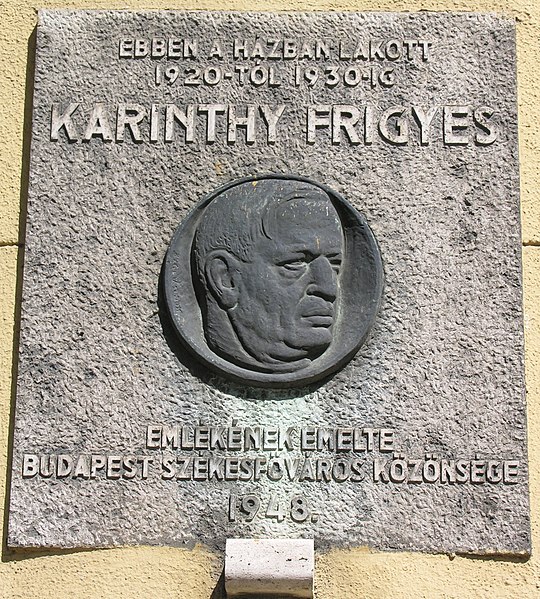 EBBEN A HÁZBAN LAKOTT
1920-TÓL 1930-IG
KARINTHY FRIGYES
EMLÉKÉNEK EMELTE
BUDAPEST SZÉKESFŐVÁROS KÖZÖNSÉGE
1948.